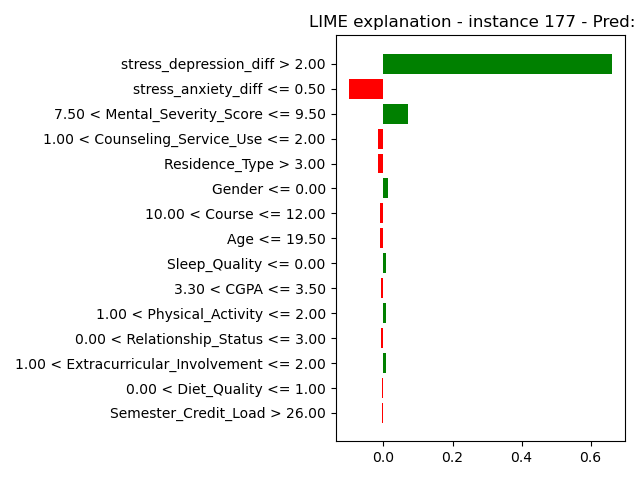 LIME explanation - instance 177 - Pred:
stress_depression_diff > 2.00
stress_anxiety_diff <= 0.50
7.50 < Mental_Severity_Score <= 9.50
1.00 < Counseling_Service_Use <= 2.00
Residence_Type > 3.00
Gender <= 0.00
10.00 < Course <= 12.00
Age <= 19.50
Sleep_Quality <= 0.00
3.30 < CGPA <= 3.50
1.00 < Physical_Activity <= 2.00
0.00 < Relationship_Status <= 3.00
1.00 < Extracurricular_Involvement <= 2.00
0.00 < Diet_Quality <= 1.00
Semester_Credit_Load > 26.00
0.0 0.2 0.4 0.6